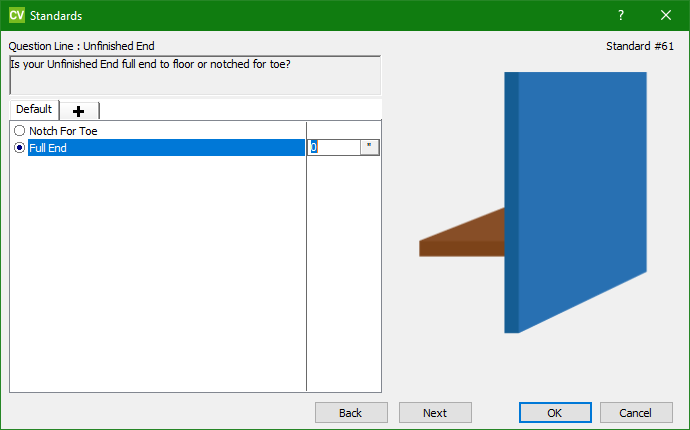 CV Standards ?
Question Line : Unfinished End Standard #61
Is your Unfinished End full end to floor or notched for toe?
Default +
Notch For Toe
Full End 0 "
Back Next OK Cancel